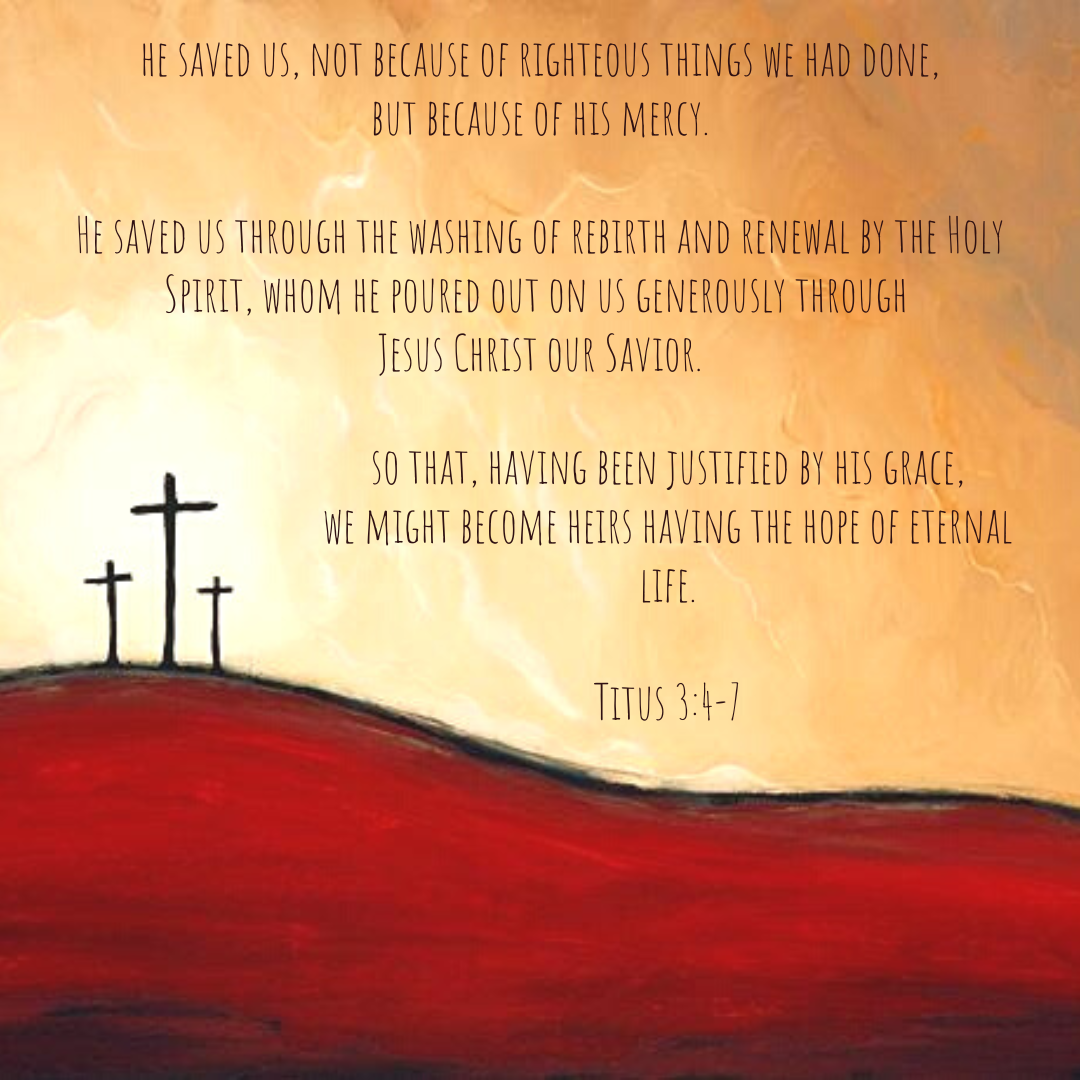 he saved us, not because of righteous things we had done,
but because of his mercy.
He saved us through the washing of rebirth and renewal by the Holy
Spirit, whom he poured out on us generously through
Jesus Christ our Savior.
so that, having been justified by his grace,
we might become heirs having the hope of eternal
life.
Titus 3:4-7